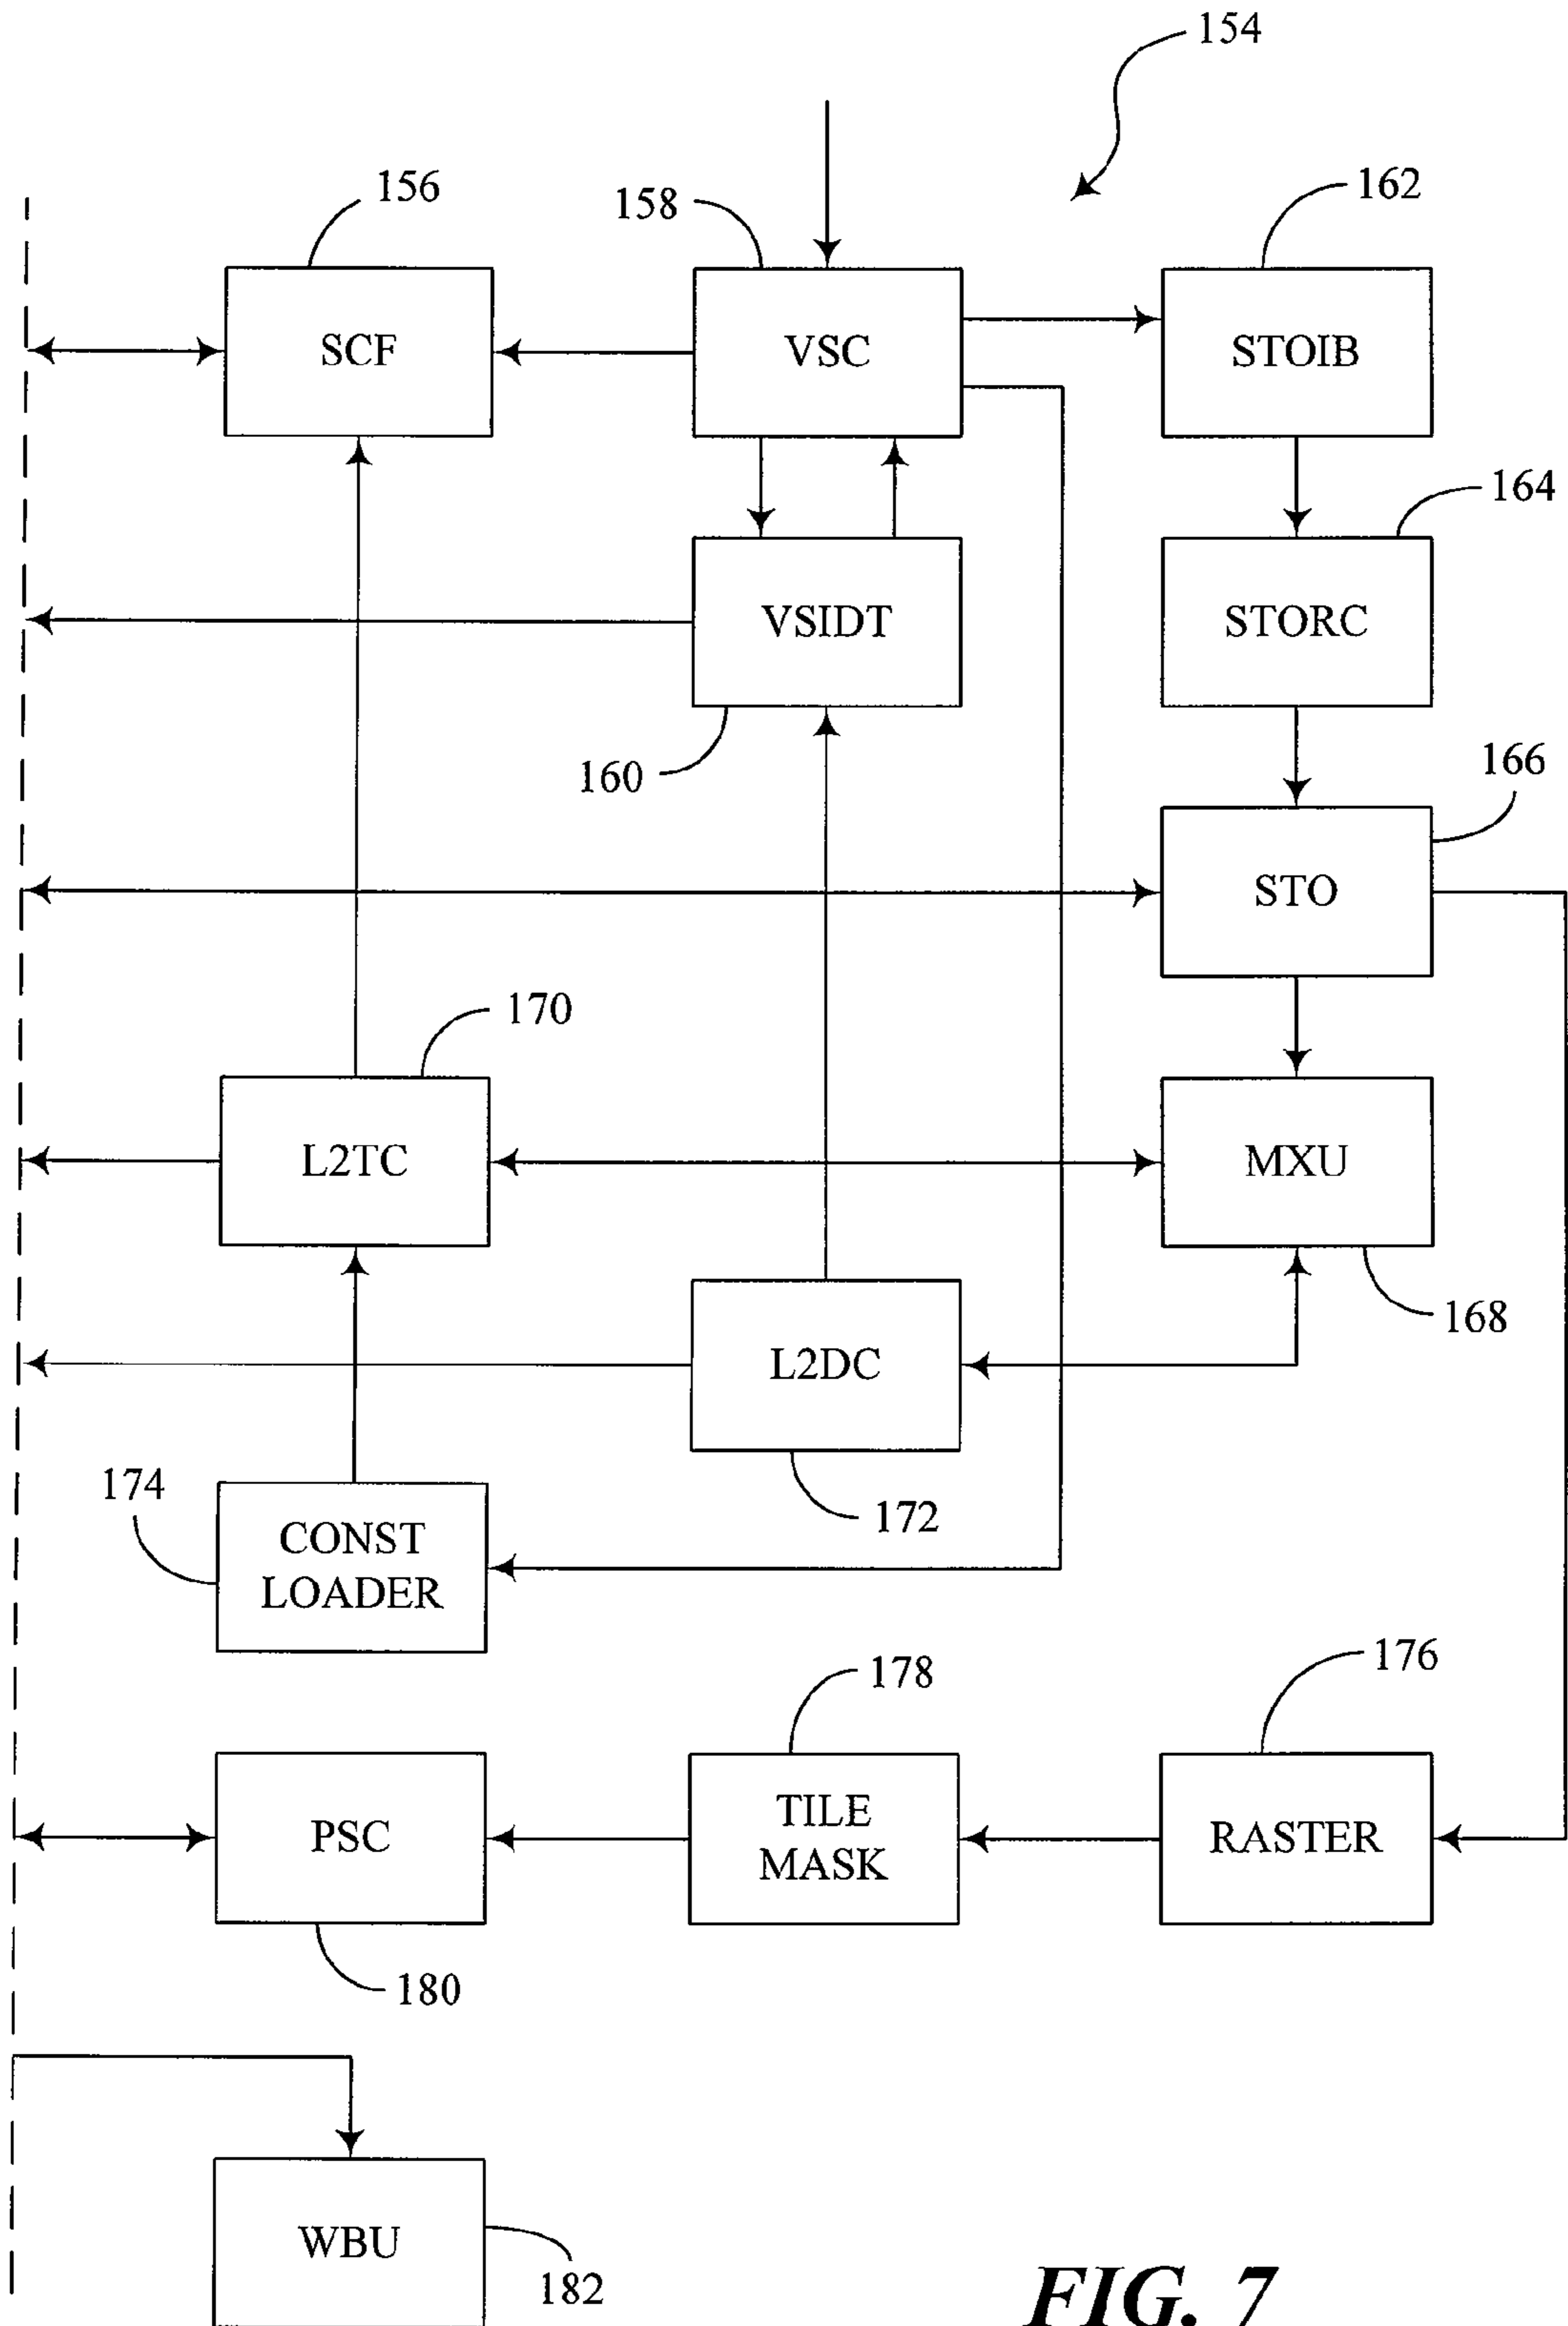 154
156
158
162
SCF
VSC
STOIB
164
VSIDT
STORC
160
166
STO
170
L2TC
MXU
168
L2DC
174
172
CONST
LOADER
178
176
PSC
TILE
MASK
RASTER
180
WBU
182
FIG. 7